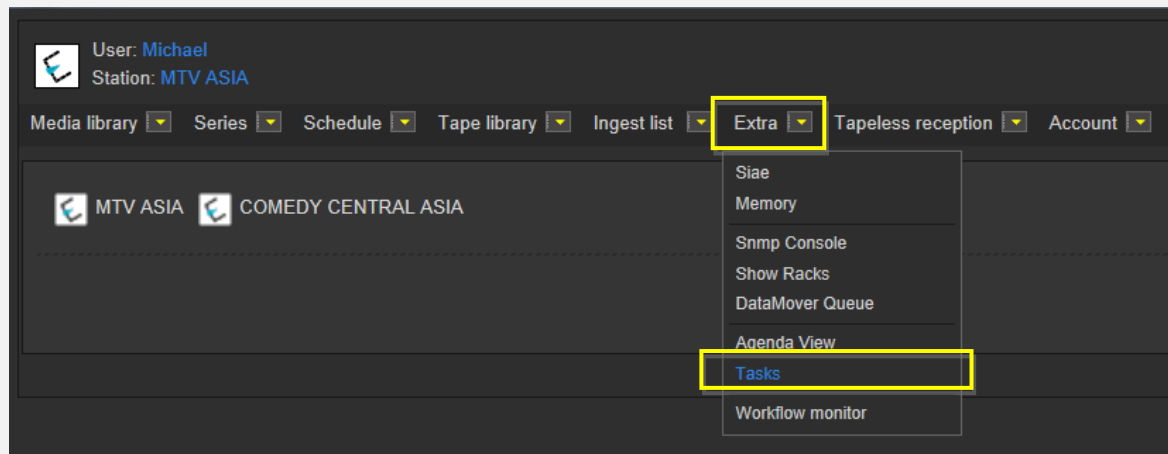 User: Michael
Station: MTV ASIA
Media library Series Schedule Tape library Ingest list Extra Tapeless reception Account
MTV ASIA COMEDY CENTRAL ASIA
Siae
Memory
Snmp Console
Show Racks
DataMover Queue
Agenda View
Tasks
Workflow monitor